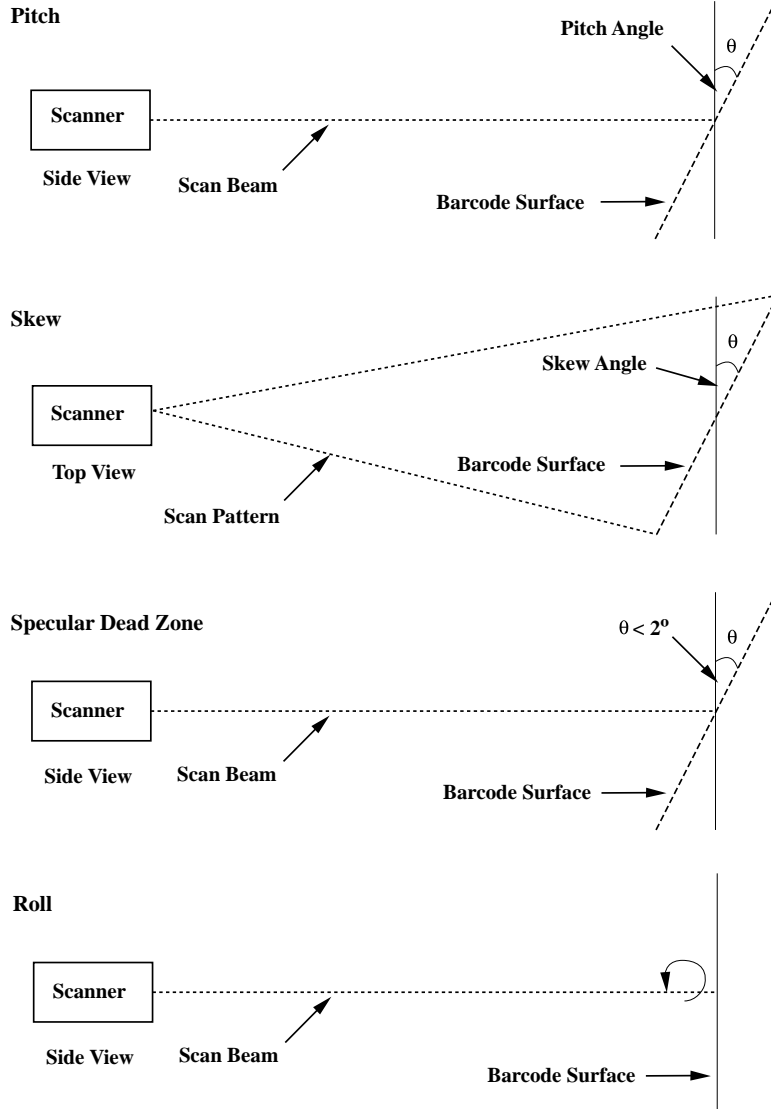 Pitch
Pitch Angle
θ
Scanner
Side View
Scan Beam
Barcode Surface
Skew
θ
Skew Angle
Scanner
Top View
Barcode Surface
Scan Pattern
Specular Dead Zone
θ < 2º
θ
Scanner
Side View
Scan Beam
Barcode Surface
Roll
Scanner
Side View
Scan Beam
Barcode Surface